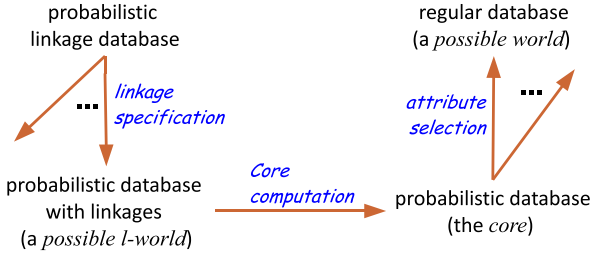 probabilistic
linkage database
linkage
specification
probabilistic database
with linkages
(a possible l-world)
Core
computation
regular database
(a possible world)
attribute
selection
probabilistic database
(the core)